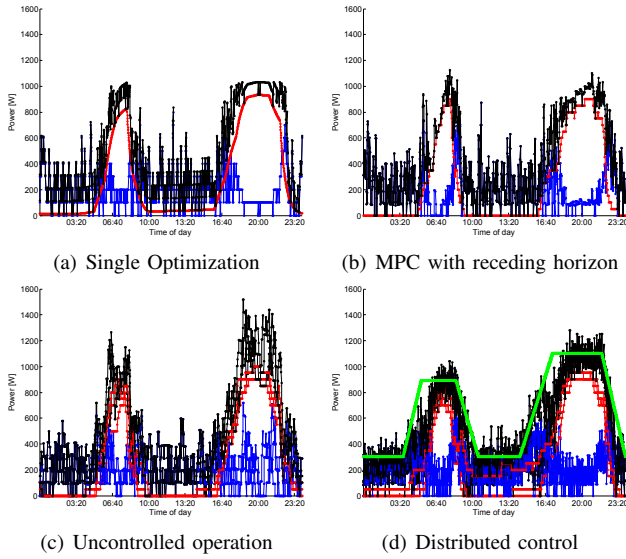 1600 1600
1400 1400
1200 1200
1000 1000
Power [W] 800 Power [W] 800
600 600
400 400
200 200
0 0
03:20 06:40 10:00 13:20 16:40 20:00 23:20 03:20 06:40 10:00 13:20 16:40 20:00 23:20
Time of day Time of day
(a) Single Optimization (b) MPC with receding horizon
1600 1600
1400 1400
1200 1200
1000 1000
Power [W] 800 Power [W] 800
600 600
400 400
200 200
0 0
03:20 06:40 10:00 13:20 16:40 20:00 23:20 03:20 06:40 10:00 13:20 16:40 20:00 23:20
Time of day Time of day
(c) Uncontrolled operation (d) Distributed control